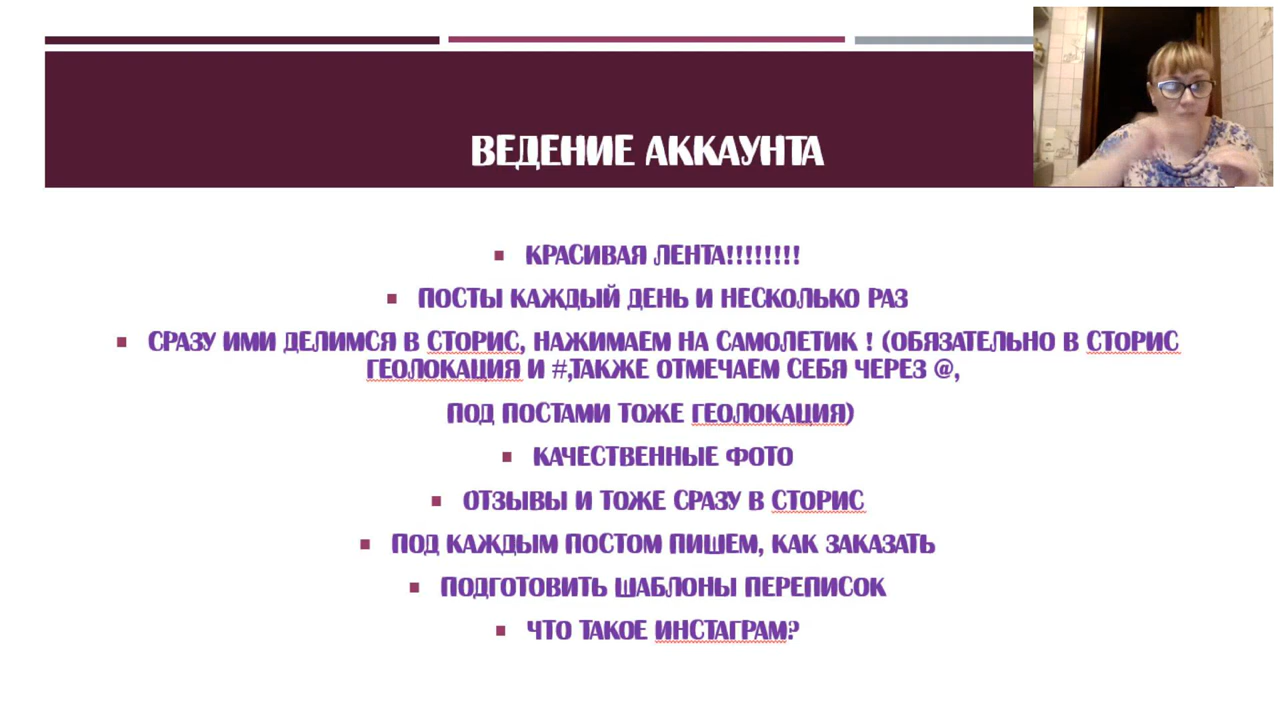 ВЕДЕНИЕ АККАУНТА
КРАСИВАЯ ЛЕНТА!!!!!!!!
ПОСТЫ КАЖДЫЙ ДЕНЬ И НЕСКОЛЬКО РАЗ
СРАЗУ ИМИ ДЕЛИМСЯ В СТОРИС, НАЖИМАЕМ НА САМОЛЕТИК ! (ОБЯЗАТЕЛЬНО В СТОРИС
ГЕОЛОКАЦИЯ И #,ТАКЖЕ ОТМЕЧАЕМ СЕБЯ ЧЕРЕЗ @,
ПОД ПОСТАМИ ТОЖЕ ГЕОЛОКАЦИЯ)
КАЧЕСТВЕННЫЕ ФОТО
ОТЗЫВЫ И ТОЖЕ СРАЗУ В СТОРИС
ПОД КАЖДЫМ ПОСТОМ ПИШЕМ, КАК ЗАКАЗАТЬ
ПОДГОТОВИТЬ ШАБЛОНЫ ПЕРЕПИСОК
ЧТО ТАКОЕ ИНСТАГРАМ?